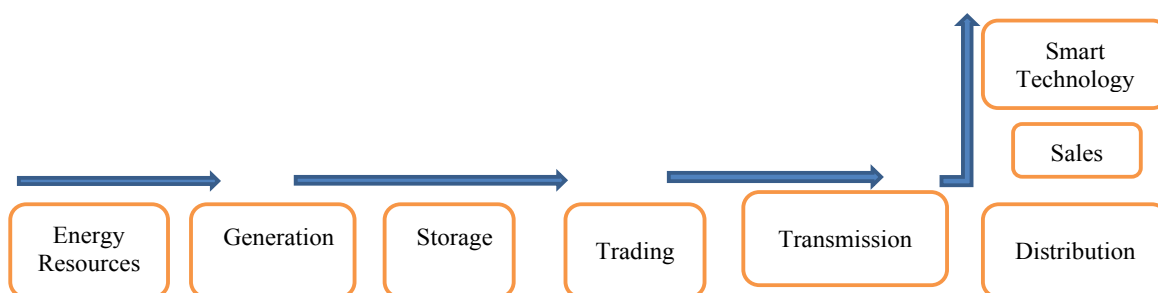 Smart
Technology
Sales
Energy
Resources
Generation
Storage
Trading
Transmission
Distribution